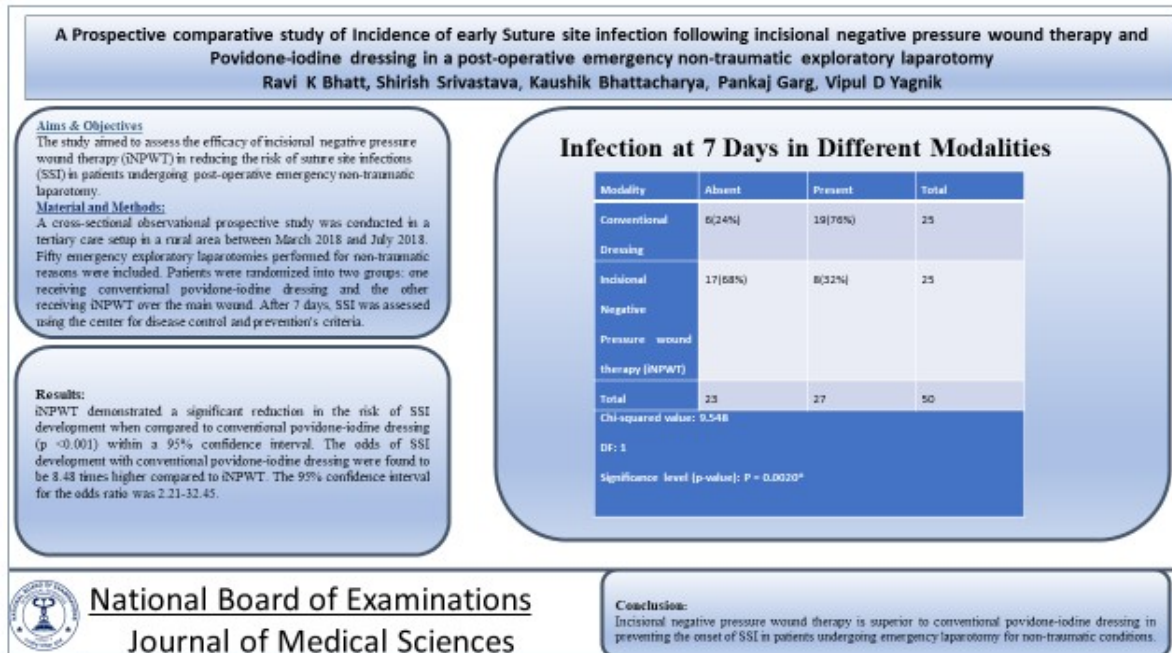 A Prospective comparative study of Incidence of early Suture site infection following incisional negative pressure wound therapy and
Povidone-iodine dressing in a post-operative emergency non-traumatic exploratory laparotomy
Ravi K Bhatt, Shirish Srivastava, Kaushik Bhattacharya, Pankaj Garg, Vipul D Yagnik
Aims & Objectives
The study aimed to assess the efficacy of incisional negative pressure
wound therapy (iNPWT) in reducing the risk of suture site infections
(SSI) in patients undergoing post-operative emergency non-traumatic
laparotomy.
Material and Methods:
A cross-sectional observational prospective study was conducted in a
tertiary care setup in a rural area between March 2018 and July 2018.
Fifty emergency exploratory laparotomies performed for non-traumatic
reasons were included. Patients were randomized into two groups: one
receiving conventional povidone-iodine dressing and the other
receiving iNPWT over the main wound. After 7 days, SSI was assessed
using the center for disease control and prevention's criteria.
Results:
iNPWT demonstrated a significant reduction in the risk of SSI
development when compared to conventional povidone-iodine dressing
(p <0.001) within a 95% confidence interval. The odds of SSI
development with conventional povidone-iodine dressing were found to
be 8.48 times higher compared to iNPWT. The 95% confidence interval
for the odds ratio was 2.21-32.45.
Infection at 7 Days in Different Modalities
Modality Absent Present Total
Conventional 6(24%) 19(76%) 25
Dressing
Incisional 17(68%) 8(32%) 25
Negative
Pressure wound
therapy (iNPWT)
Total 23 27 50
Chi-squared value: 9.548
DF: 1
Significance level (p-value): P = 0.0020*
National Board of Examinations
Journal of Medical Sciences
Conclusion:
Incisional negative pressure wound therapy is superior to conventional povidone-iodine dressing in
preventing the onset of SSI in patients undergoing emergency laparotomy for non-traumatic conditions.